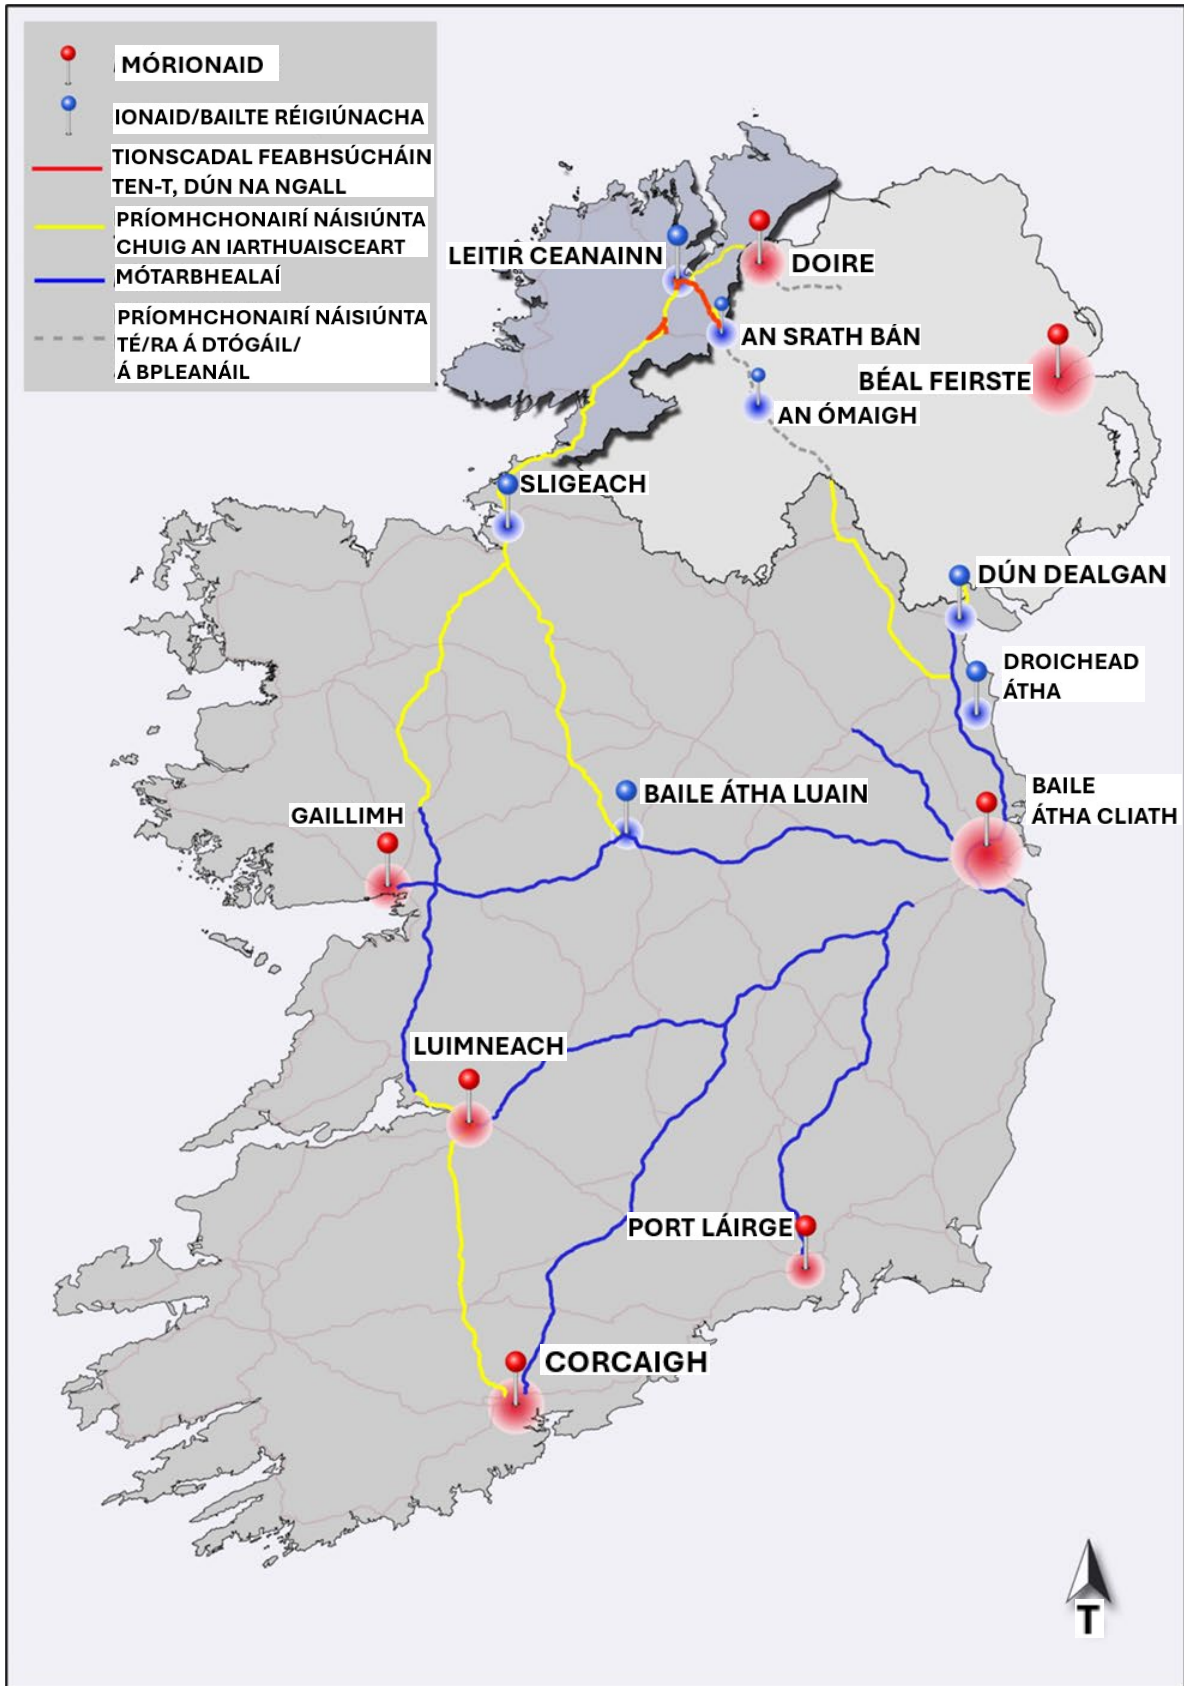 MÓRIONAID
IONAID/BAILTE RÉIGIÚNACHA
TIONSCADAL FEABHSÚCHÁIN
TEN-T, DÚN NA NGALL
PRÍOMHCHONAIRÍ NÁISIÚNTA
CHUIG AN IARTHUAISCEART
MÓTARBHEALAÍ
PRÍOMHCHONAIRÍ NÁISIÚNTA
TÉ/RA Á DTÓGÁIL/
Á BPLEANÁIL
LEITIR CEANAINN
DOIRE
AN SRATH BÁN
BÉAL FEIRSTE
AN ÓMAIGH
SLIGEACH
DÚN DEALGAN
DROICHEAD
ÁTHA
BAILE ÁTHA LUAIN
BAILE
ÁTHA CLIATH
GAILLIMH
LUIMNEACH
PORT LÁIRGE
CORCAIGH
T